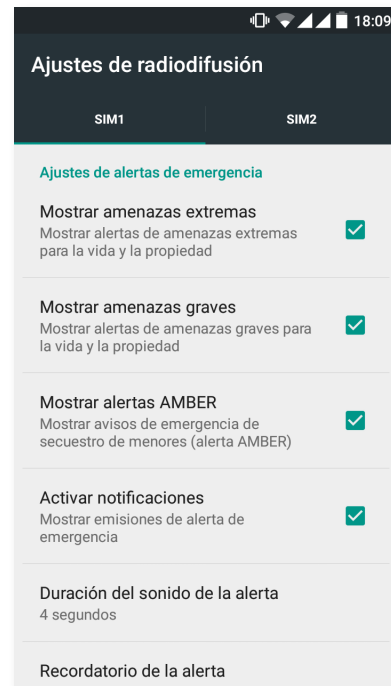 18:09
Ajustes de radiodifusión
SIM1 SIM2
Ajustes de alertas de emergencia
Mostrar amenazas extremas
Mostrar alertas de amenazas extremas
para la vida y la propiedad
Mostrar amenazas graves
Mostrar alertas de amenazas graves para
la vida y la propiedad
Mostrar alertas AMBER
Mostrar avisos de emergencia de
secuestro de menores (alerta AMBER)
Activar notificaciones
Mostrar emisiones de alerta de
emergencia
Duración del sonido de la alerta
4 segundos
Recordatorio de la alerta